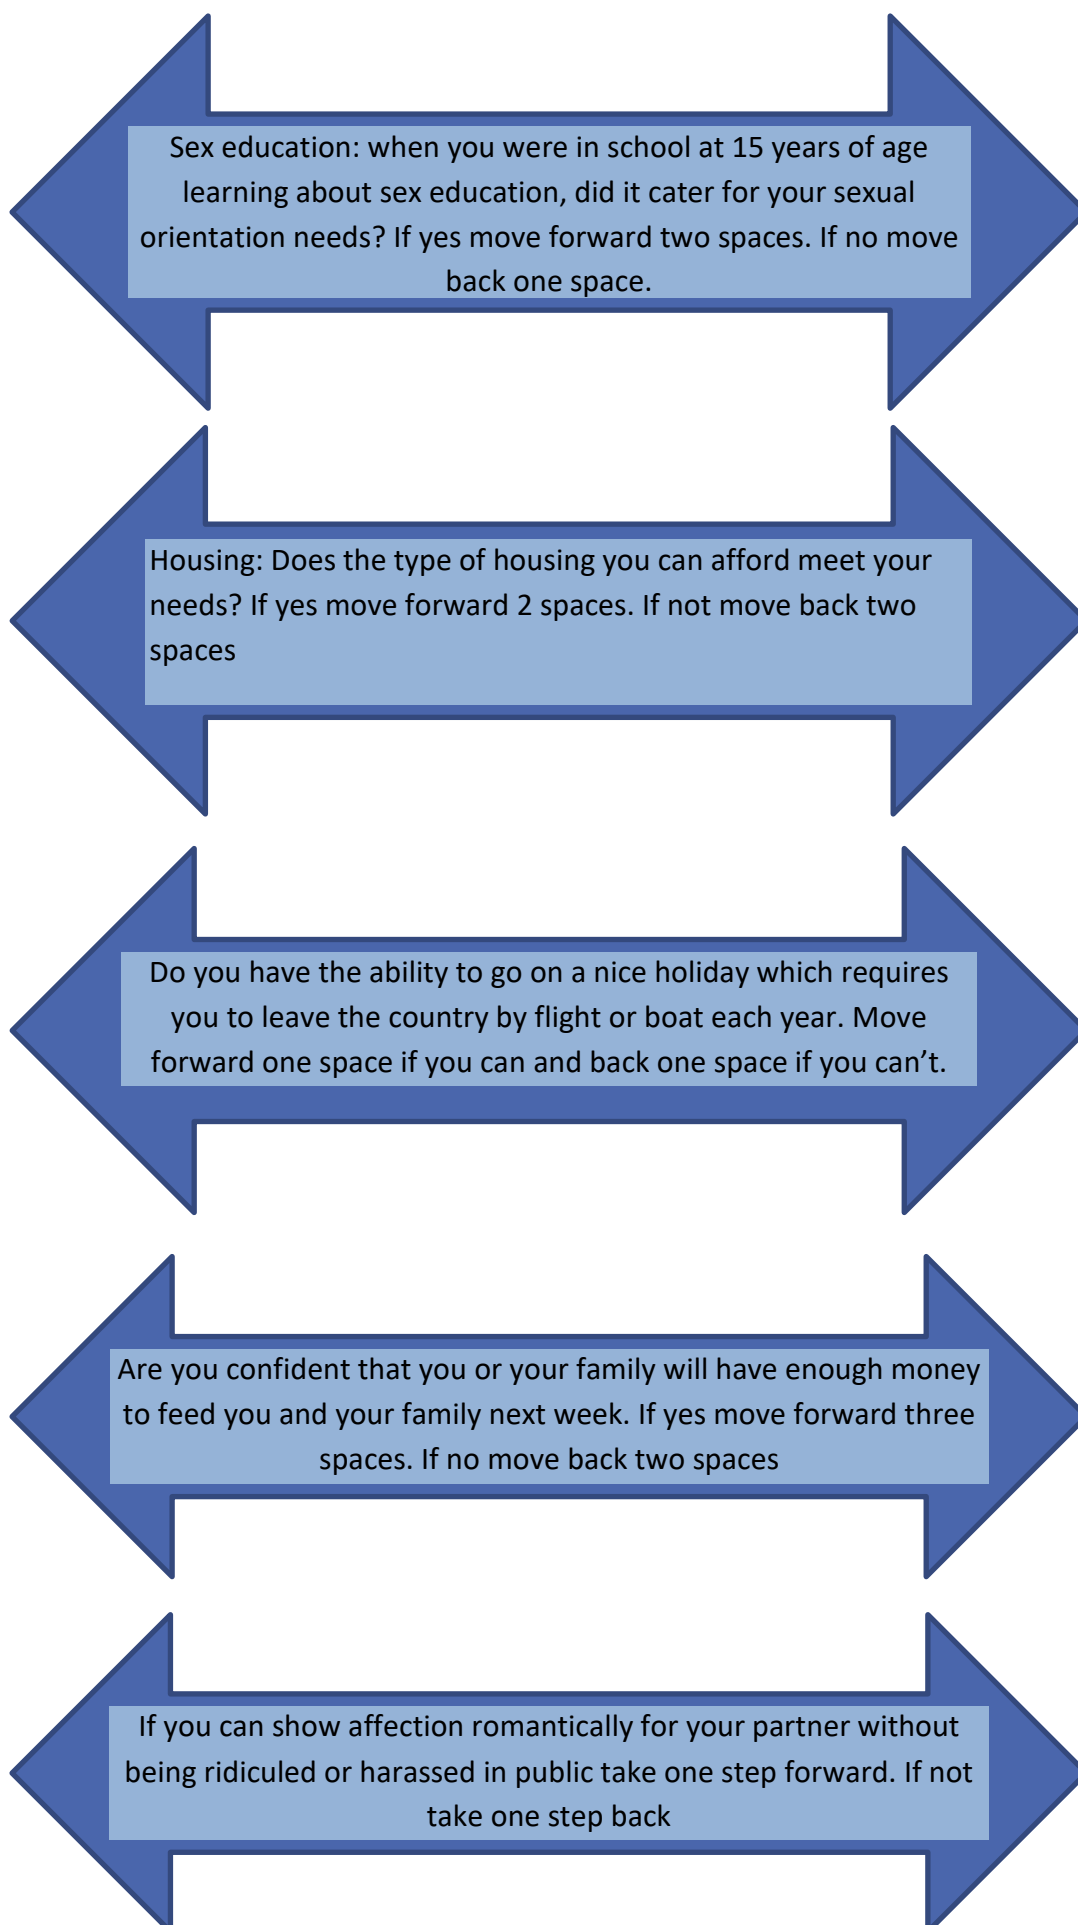 Sex education: when you were in school at 15 years of age
learning about sex education, did it cater for your sexual
orientation needs? If yes move forward two spaces. If no move
back one space.
Housing: Does the type of housing you can afford meet your
needs? If yes move forward 2 spaces. If not move back two
spaces
Do you have the ability to go on a nice holiday which requires
you to leave the country by flight or boat each year. Move
forward one space if you can and back one space if you can’t.
Are you confident that you or your family will have enough money
to feed you and your family next week. If yes move forward three
spaces. If no move back two spaces
If you can show affection romantically for your partner without
being ridiculed or harassed in public take one step forward. If not
take one step back